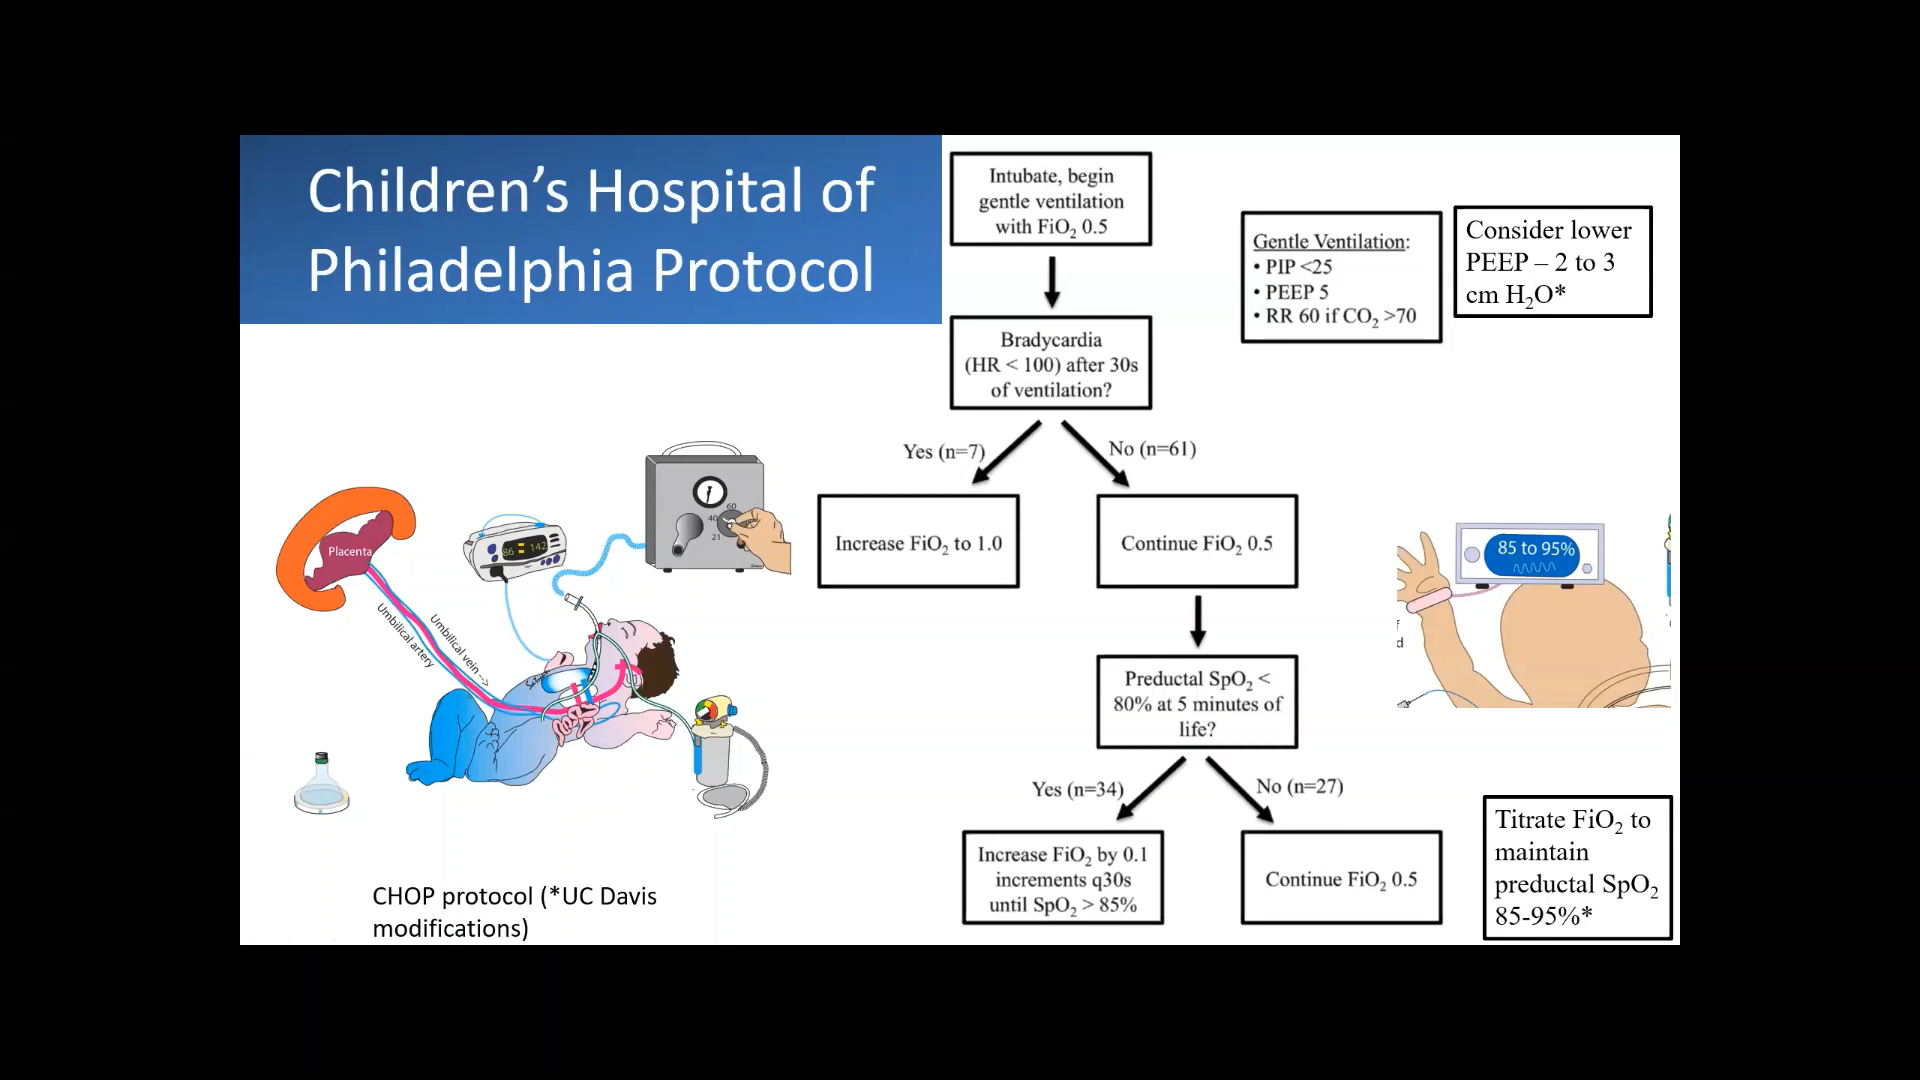 Children’s Hospital of
Philadelphia Protocol
Intubate, begin
gentle ventilation
with FiO₂ 0.5
Gentle Ventilation:
• PIP <25
• PEEP 5
• RR 60 if CO₂ >70
Consider lower
PEEP – 2 to 3
cm H₂O*
Bradycardia
(HR < 100) after 30s
of ventilation?
Yes (n=7)
No (n=61)
Increase FiO₂ to 1.0
Continue FiO₂ 0.5
Preductal SpO₂ <
80% at 5 minutes of
life?
Yes (n=34)
No (n=27)
Increase FiO₂ by 0.1
increments q30s
until SpO₂ > 85%
Continue FiO₂ 0.5
Titrate FiO₂ to
maintain
preductal SpO₂
85-95%*
Placenta
Umbilical vein -->
Umbilical artery
86
142
60
40
21
85 to 95%
f
d
CHOP protocol (*UC Davis
modifications)